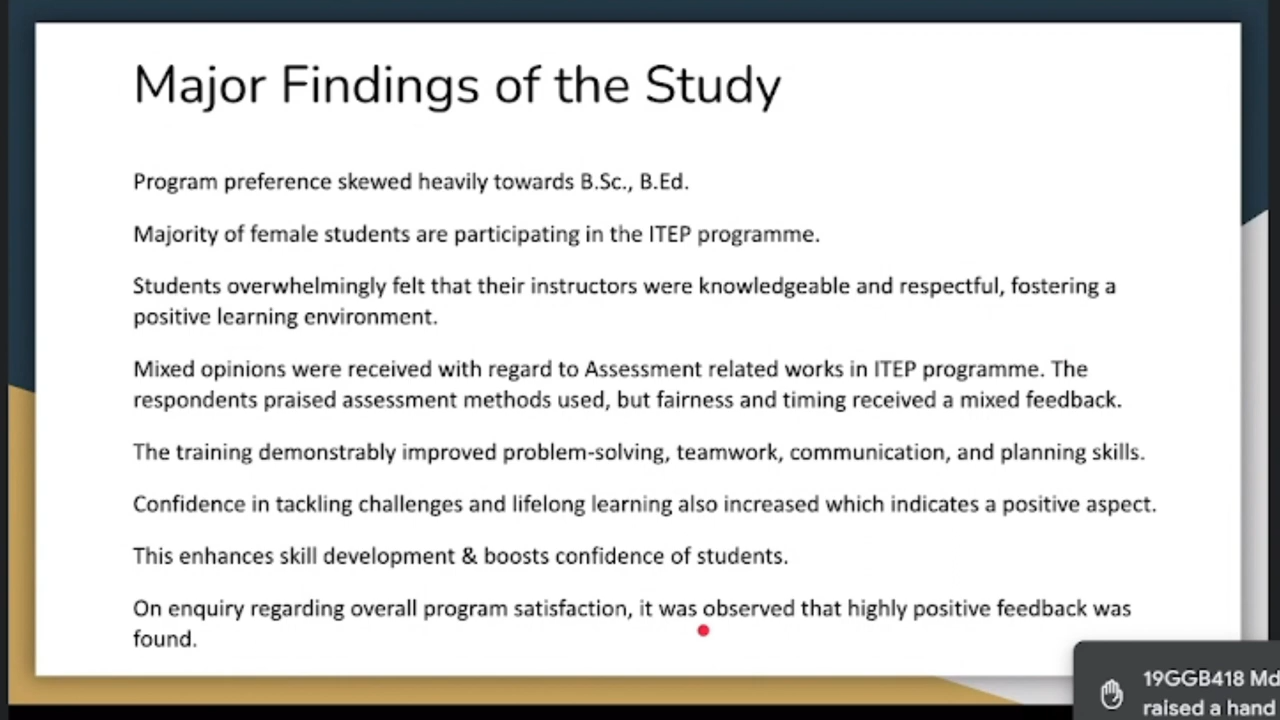 Major Findings of the Study
Program preference skewed heavily towards B.Sc., B.Ed.
Majority of female students are participating in the ITEP programme.
Students overwhelmingly felt that their instructors were knowledgeable and respectful, fostering a
positive learning environment.
Mixed opinions were received with regard to Assessment related works in ITEP programme. The
respondents praised assessment methods used, but fairness and timing received a mixed feedback.
The training demonstrably improved problem-solving, teamwork, communication, and planning skills.
Confidence in tackling challenges and lifelong learning also increased which indicates a positive aspect.
This enhances skill development & boosts confidence of students.
On enquiry regarding overall program satisfaction, it was observed that highly positive feedback was
found.
19GGB418 Md
raised a hand